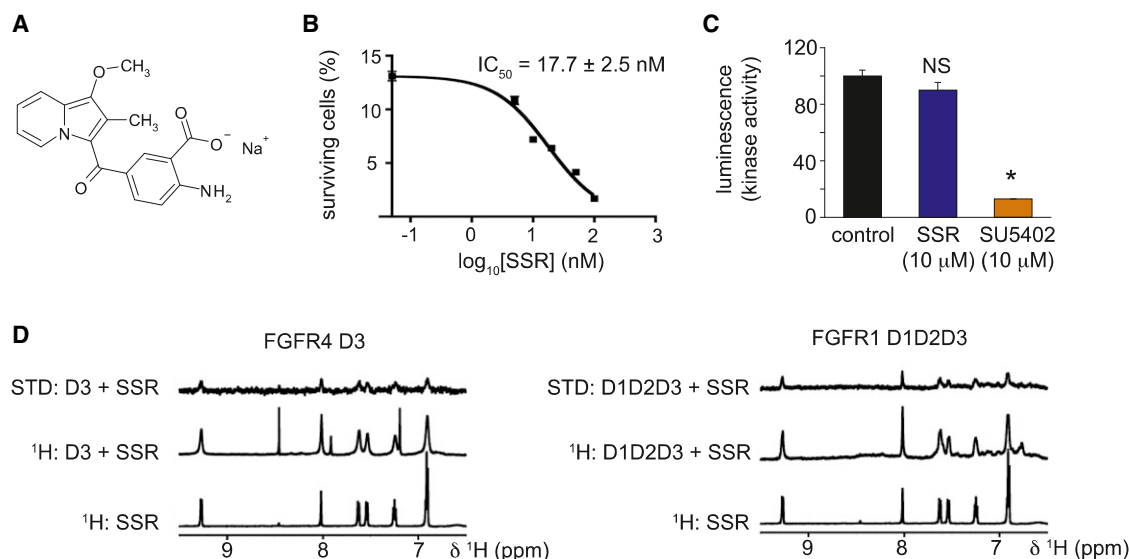 A
O
CH₃
N
CH₃
O
O⁻
Na⁺
O
NH₂
B
IC₅₀ = 17.7 ± 2.5 nM
surviving cells (%)
15
10
5
-1
0
1
2
3
log₁₀[SSR] (nM)
C
luminescence
(kinase activity)
120
80
40
0
NS
*
control
SSR
(10 μM)
SU5402
(10 μM)
D
FGFR4 D3
STD: D3 + SSR
¹H: D3 + SSR
¹H: SSR
9
8
7
δ ¹H (ppm)
FGFR1 D1D2D3
STD: D1D2D3 + SSR
¹H: D1D2D3 + SSR
¹H: SSR
9
8
7
δ ¹H (ppm)